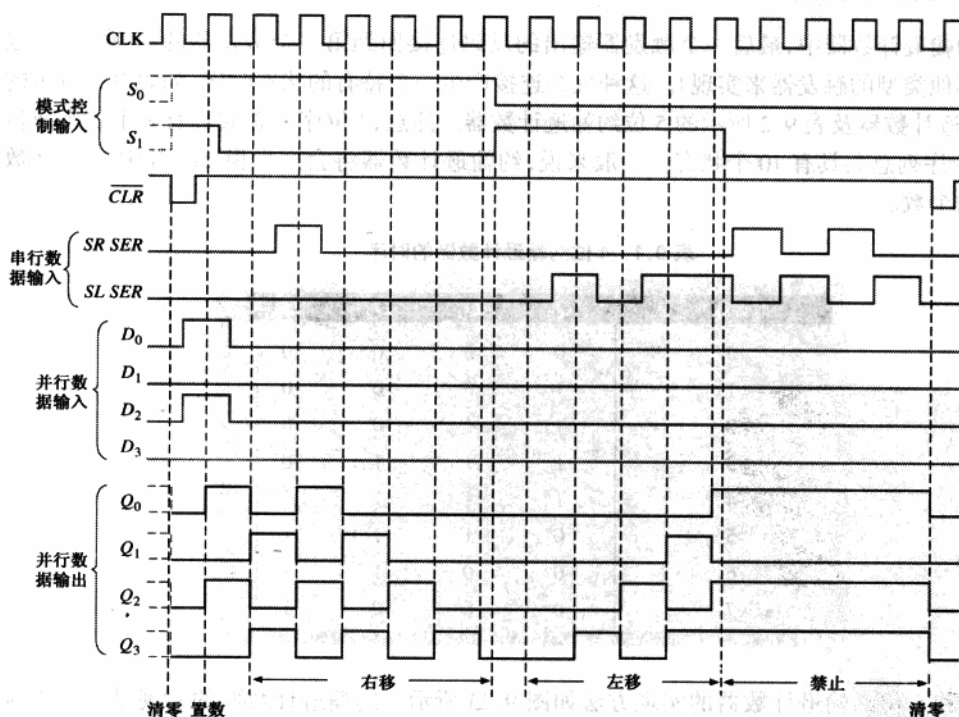 CLK
模式控
制输入
S₀
S₁
C̅L̅R̅
串行数
据输入
SR SER
SL SER
并行数
据输入
D₀
D₁
D₂
D₃
并行数
据输出
Q₀
Q₁
Q₂
Q₃
右移
左移
禁止
清零
置数
清零